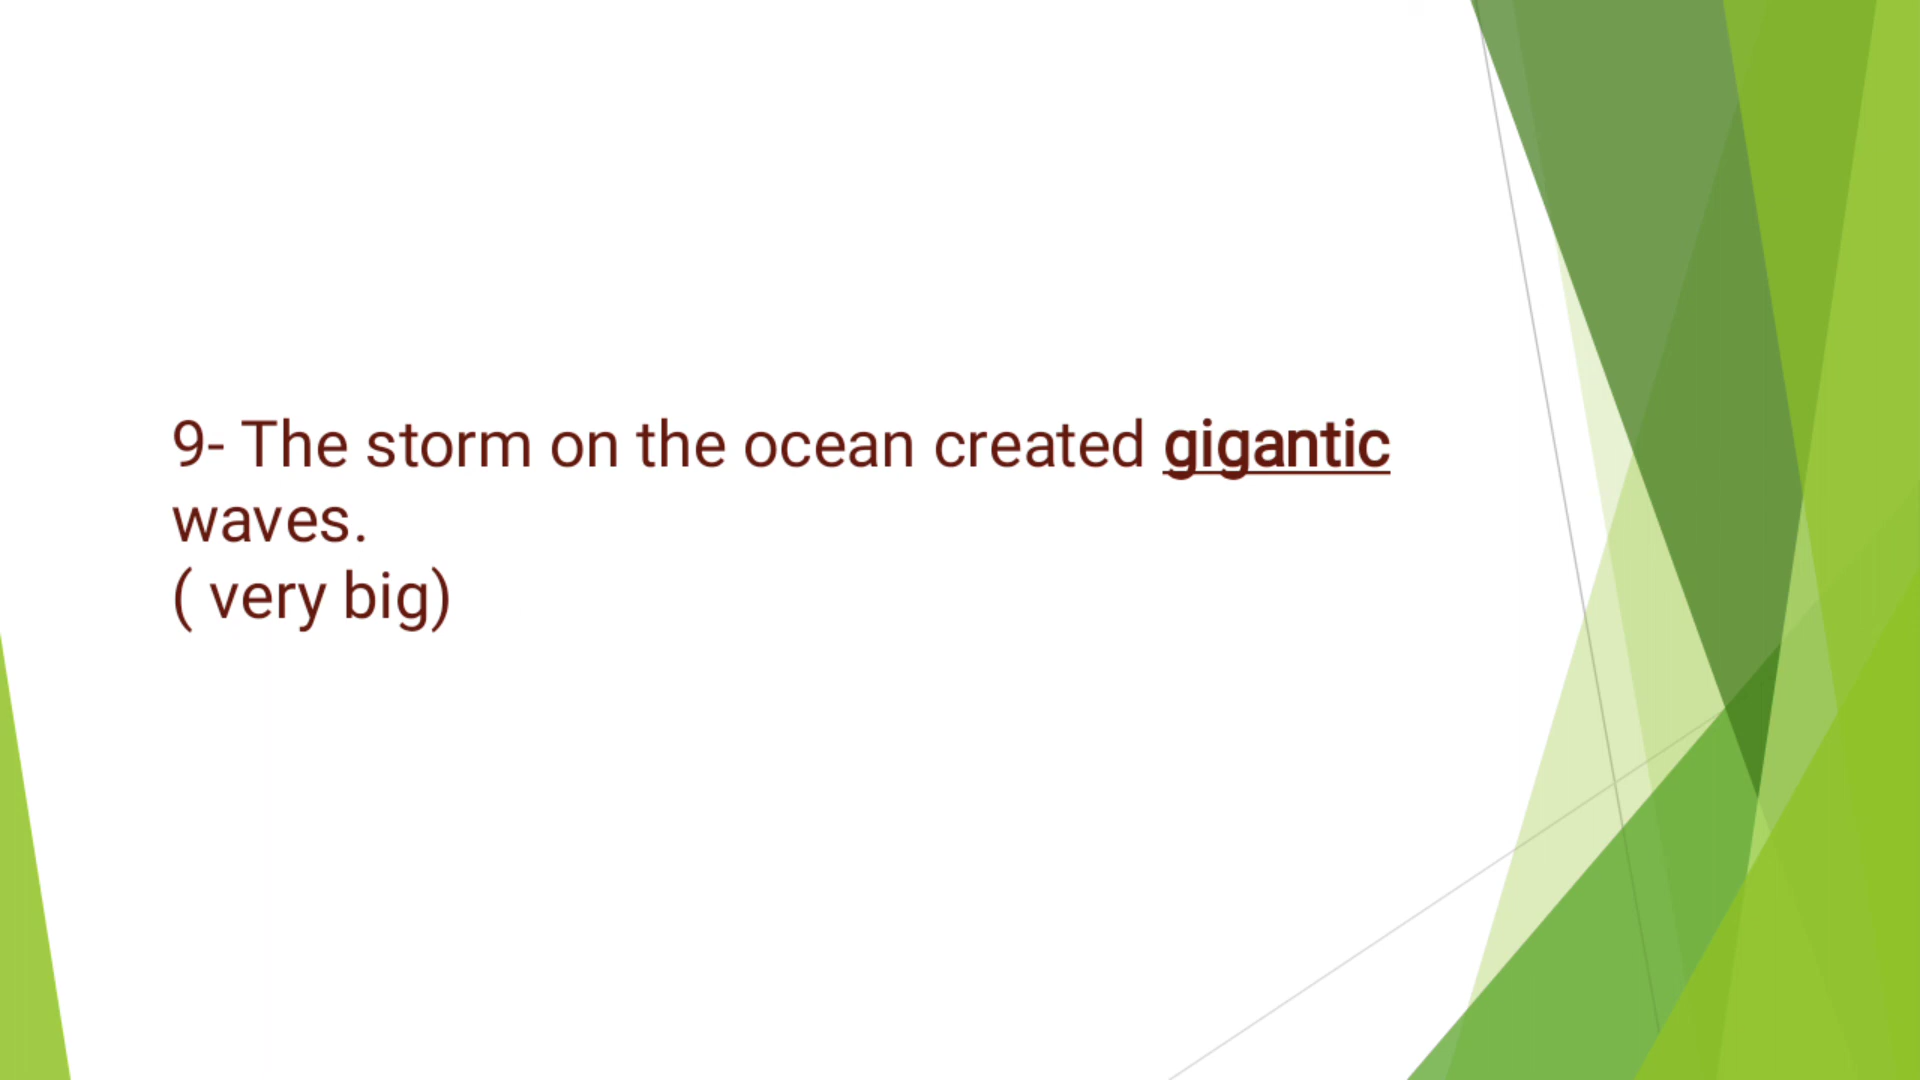 9- The storm on the ocean created gigantic
waves.
( very big)